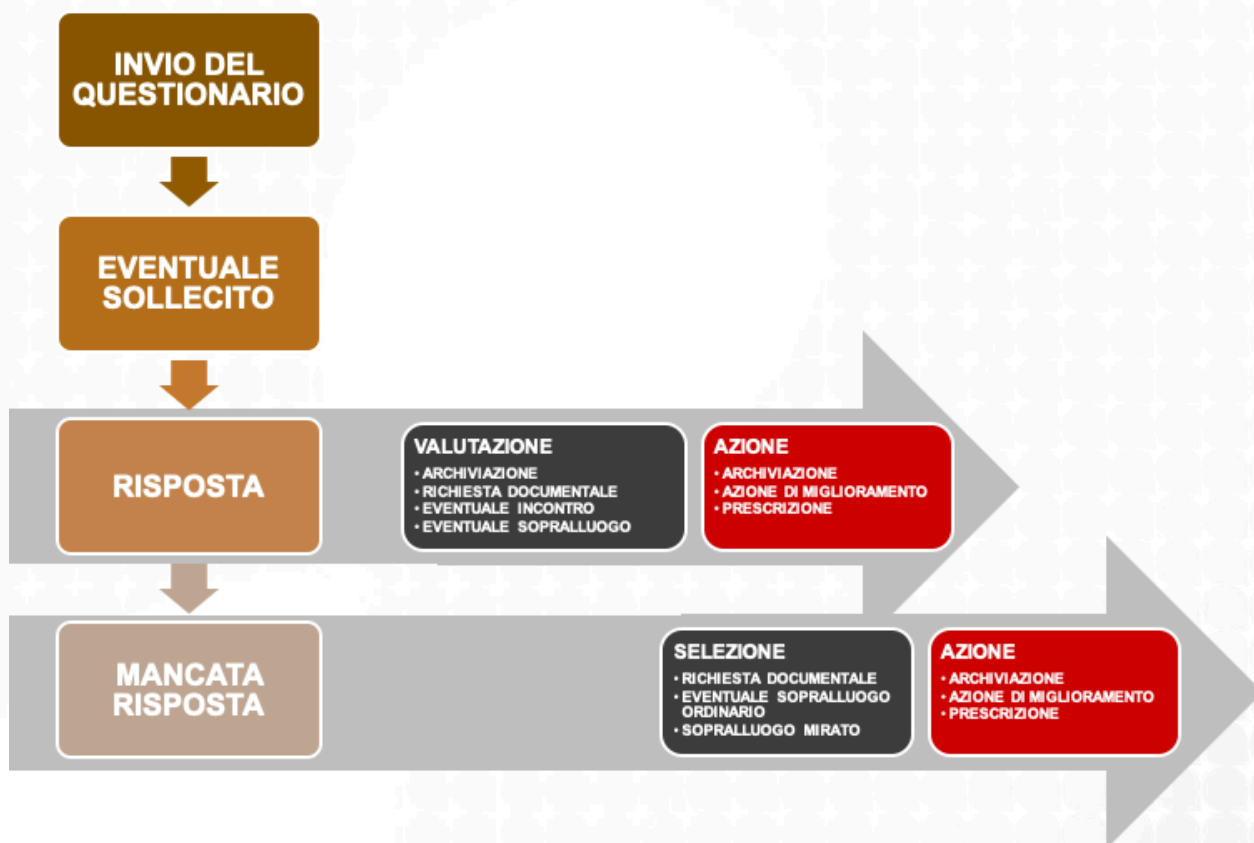 INVIO DEL
QUESTIONARIO
EVENTUALE
SOLLECITO
RISPOSTA
VALUTAZIONE
• ARCHIVIAZIONE
• RICHIESTA DOCUMENTALE
• EVENTUALE INCONTRO
• EVENTUALE SOPRALLUOGO
AZIONE
• ARCHIVIAZIONE
• AZIONE DI MIGLIORAMENTO
• PRESCRIZIONE
MANCATA
RISPOSTA
SELEZIONE
• RICHIESTA DOCUMENTALE
• EVENTUALE SOPRALLUOGO
ORDINARIO
• SOPRALLUOGO MIRATO
AZIONE
• ARCHIVIAZIONE
• AZIONE DI MIGLIORAMENTO
• PRESCRIZIONE